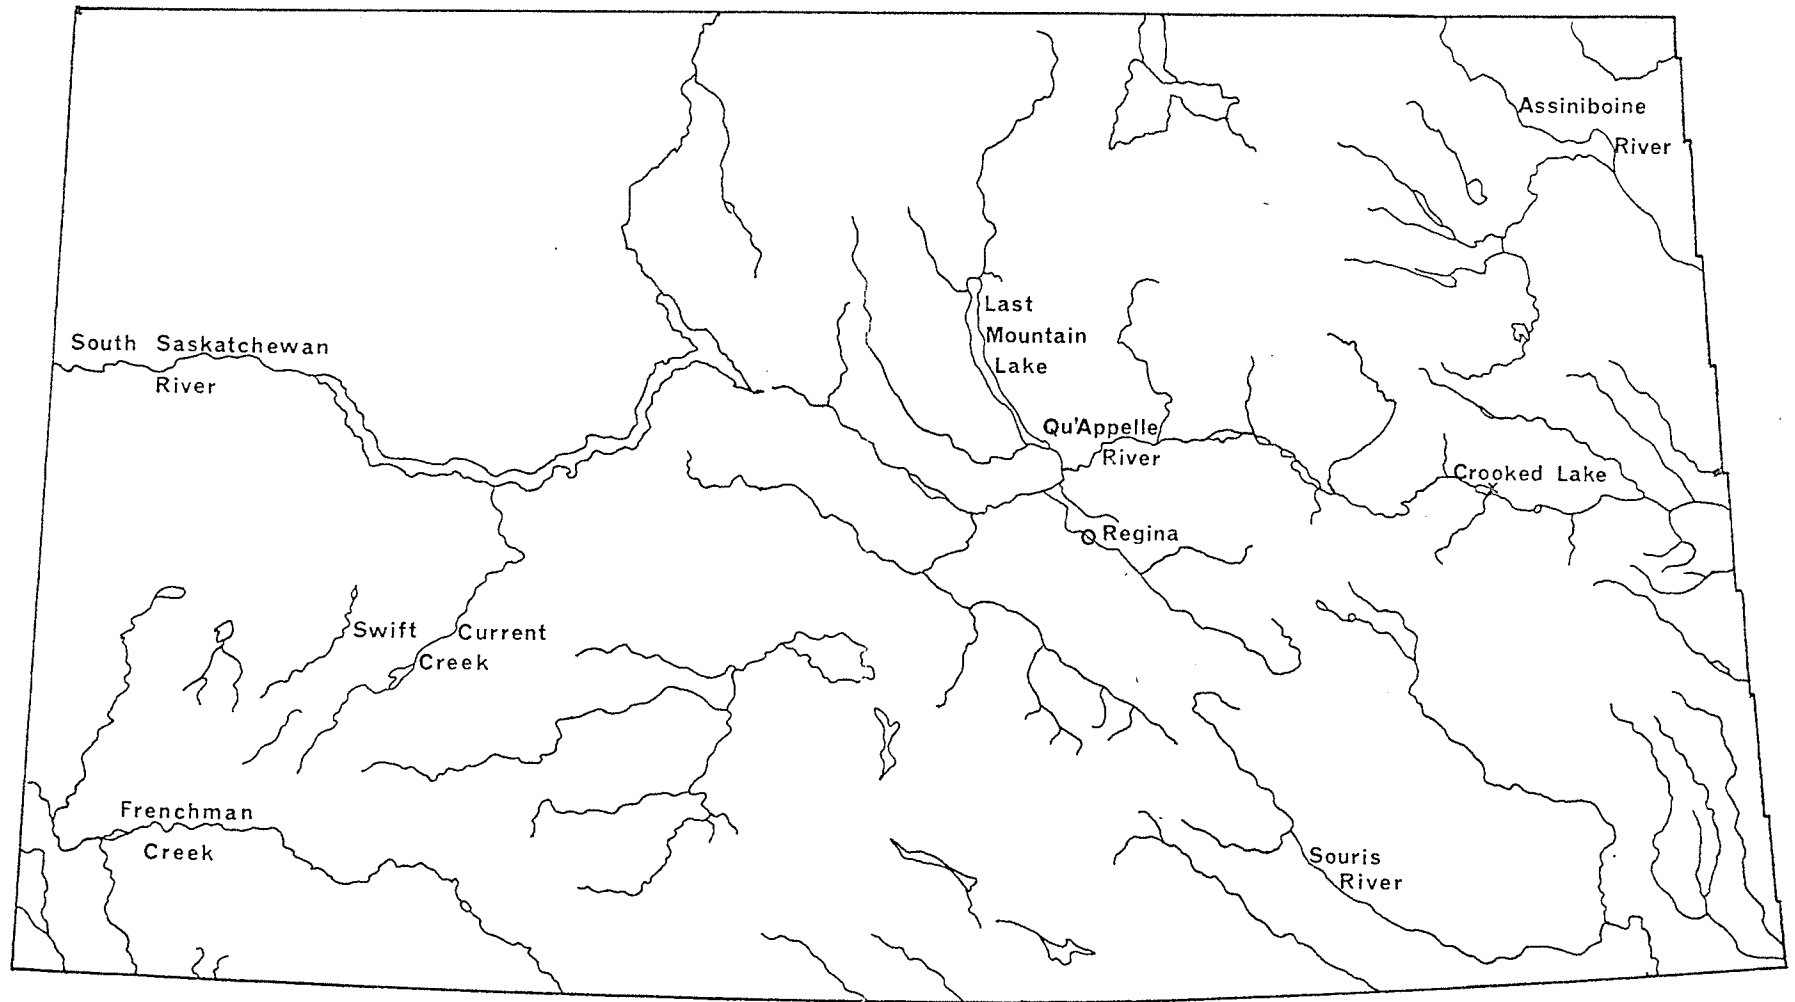 Assiniboine
River
South Saskatchewan
River
Last
Mountain
Lake
Qu'Appelle
River
Crooked Lake
Regina
Swift Current
Creek
Frenchman
Creek
Souris
River